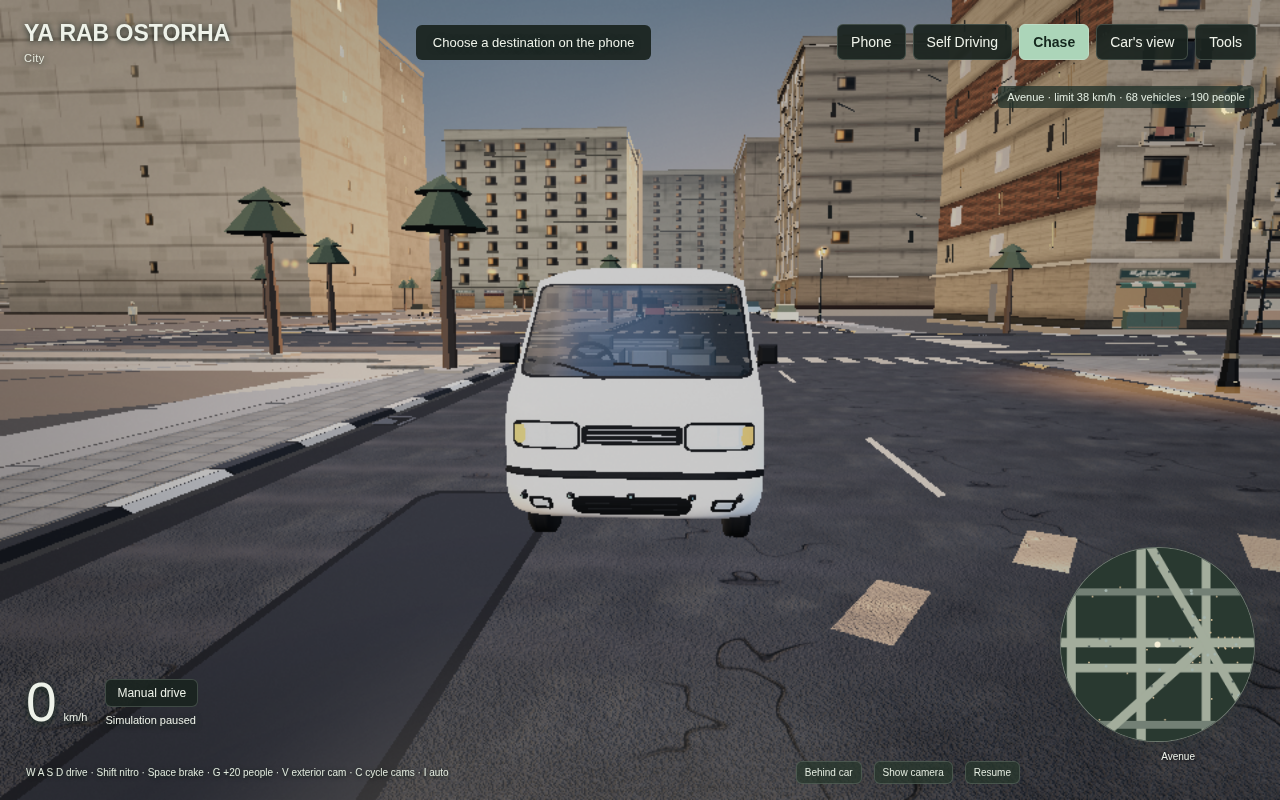 YA RAB OSTORHA
City
Choose a destination on the phone
Phone
Self Driving
Chase
Car's view
Tools
Avenue · limit 38 km/h · 68 vehicles · 190 people
0 km/h
Manual drive
Simulation paused
W A S D drive · Shift nitro · Space brake · G +20 people · V exterior cam · C cycle cams · I auto
Behind car
Show camera
Resume
Avenue